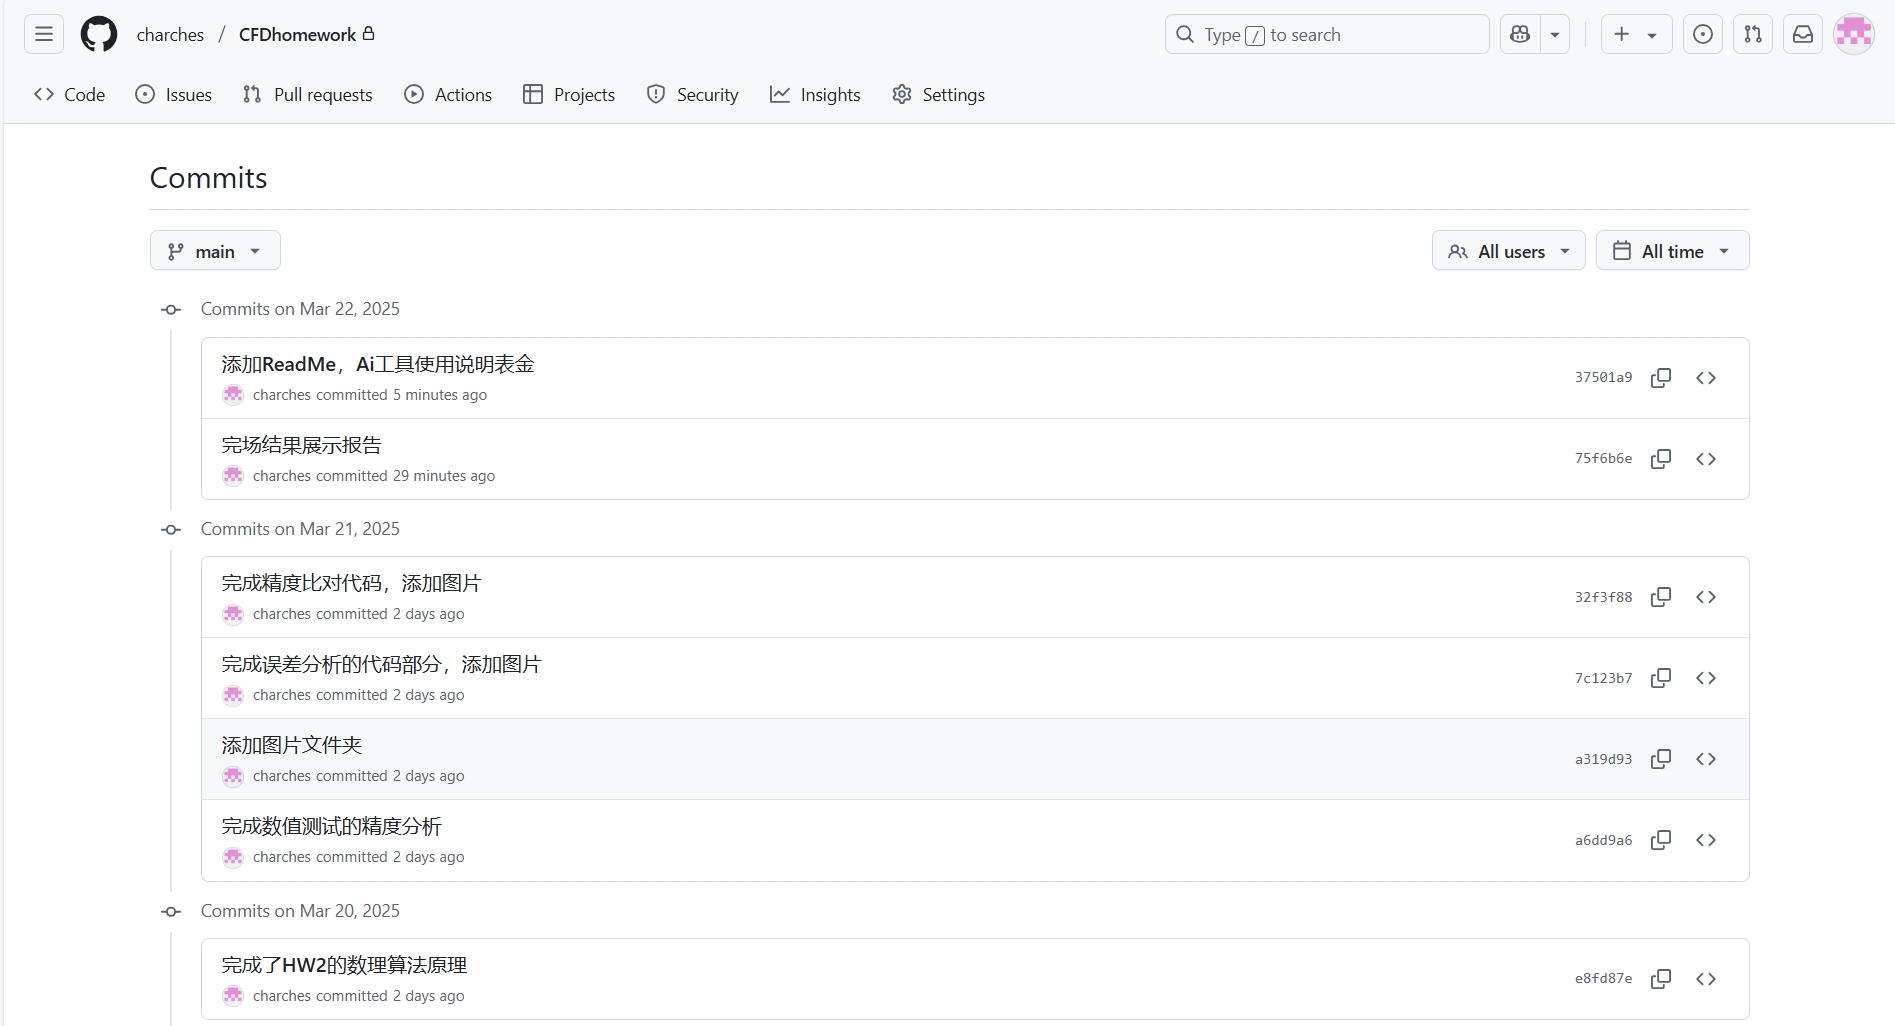 charches / CFDhomework
Type / to search
Code Issues Pull requests Actions Projects Security Insights Settings
Commits
main
All users
All time
Commits on Mar 22, 2025
添加ReadMe，Ai工具使用说明表金
charches committed 5 minutes ago
37501a9
完场结果展示报告
charches committed 29 minutes ago
75f6b6e
Commits on Mar 21, 2025
完成精度比对代码，添加图片
charches committed 2 days ago
32f3f88
完成误差分析的代码部分，添加图片
charches committed 2 days ago
7c123b7
添加图片文件夹
charches committed 2 days ago
a319d93
完成数值测试的精度分析
charches committed 2 days ago
a6dd9a6
Commits on Mar 20, 2025
完成了HW2的数理算法原理
charches committed 2 days ago
e8fd87e